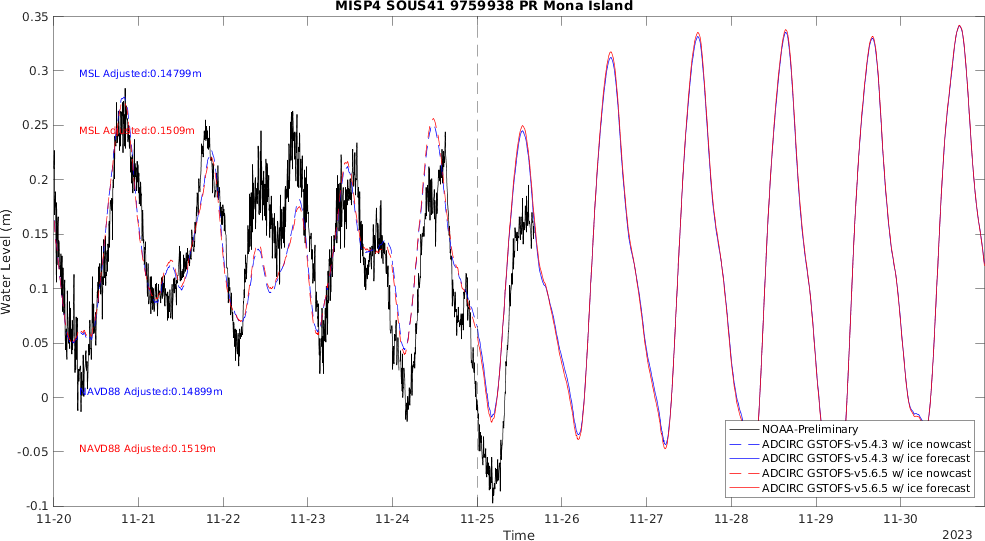 MISP4 SOUS41 9759938 PR Mona Island
0.35
0.3
0.25
0.2
0.15
0.1
0.05
0
-0.05
-0.1
Water Level (m)
MSL Adjusted:0.14799m
MSL Adjusted:0.1509m
NAVD88 Adjusted:0.14899m
NAVD88 Adjusted:0.1519m
NOAA-Preliminary
ADCIRC GSTOFS-v5.4.3 w/ ice nowcast
ADCIRC GSTOFS-v5.4.3 w/ ice forecast
ADCIRC GSTOFS-v5.6.5 w/ ice nowcast
ADCIRC GSTOFS-v5.6.5 w/ ice forecast
11-20 11-21 11-22 11-23 11-24 11-25 11-26 11-27 11-28 11-29 11-30
Time
2023